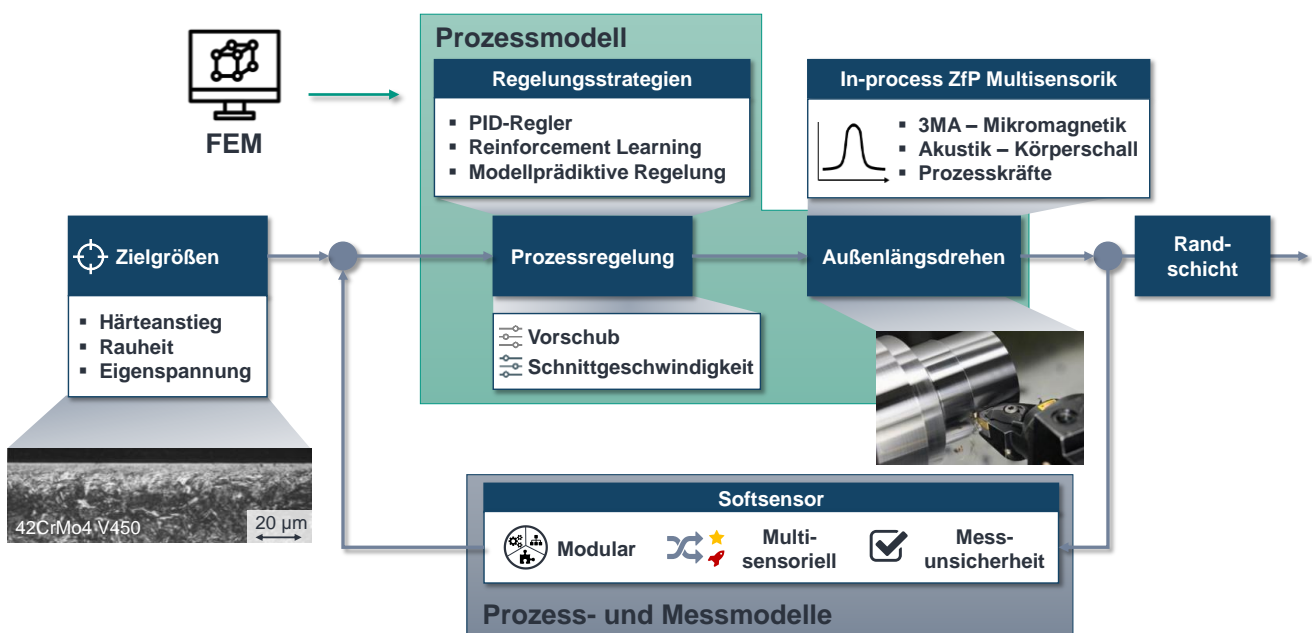 Prozessmodell
FEM
Regelungsstrategien
▪ PID-Regler
▪ Reinforcement Learning
▪ Modellprädiktive Regelung
In-process ZfP Multisensorik
▪ 3MA – Mikromagnetik
▪ Akustik – Körperschall
▪ Prozesskräfte
Zielgrößen
▪ Härteanstieg
▪ Rauheit
▪ Eigenspannung
Prozessregelung
Vorschub
Schnittgeschwindigkeit
Außenlängsdrehen
Rand-
schicht
42CrMo4 V450
20 µm
Softsensor
Modular
Multi-
sensoriell
Mess-
unsicherheit
Prozess- und Messmodelle